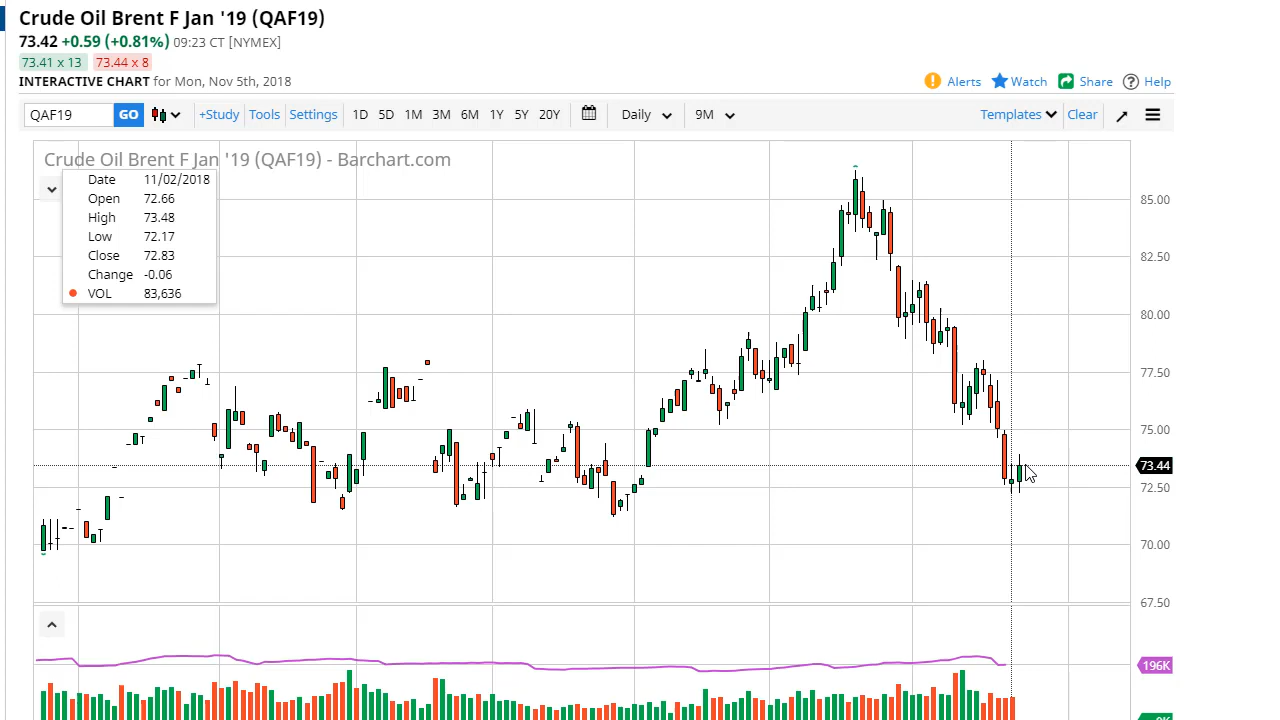 Crude Oil Brent F Jan '19 (QAF19)
73.42 +0.59 (+0.81%) 09:23 CT [NYMEX]
73.41 x 13 73.44 x 8
INTERACTIVE CHART for Mon, Nov 5th, 2018
Alerts Watch Share Help
QAF19 GO +Study Tools Settings 1D 5D 1M 3M 6M 1Y 5Y 20Y Daily 9M Templates Clear
Crude Oil Brent F Jan '19 (QAF19) - Barchart.com
Date 11/02/2018
Open 72.66
High 73.48
Low 72.17
Close 72.83
Change -0.06
VOL 83,636
85.00
82.50
80.00
77.50
75.00
73.44
72.50
70.00
67.50
196K